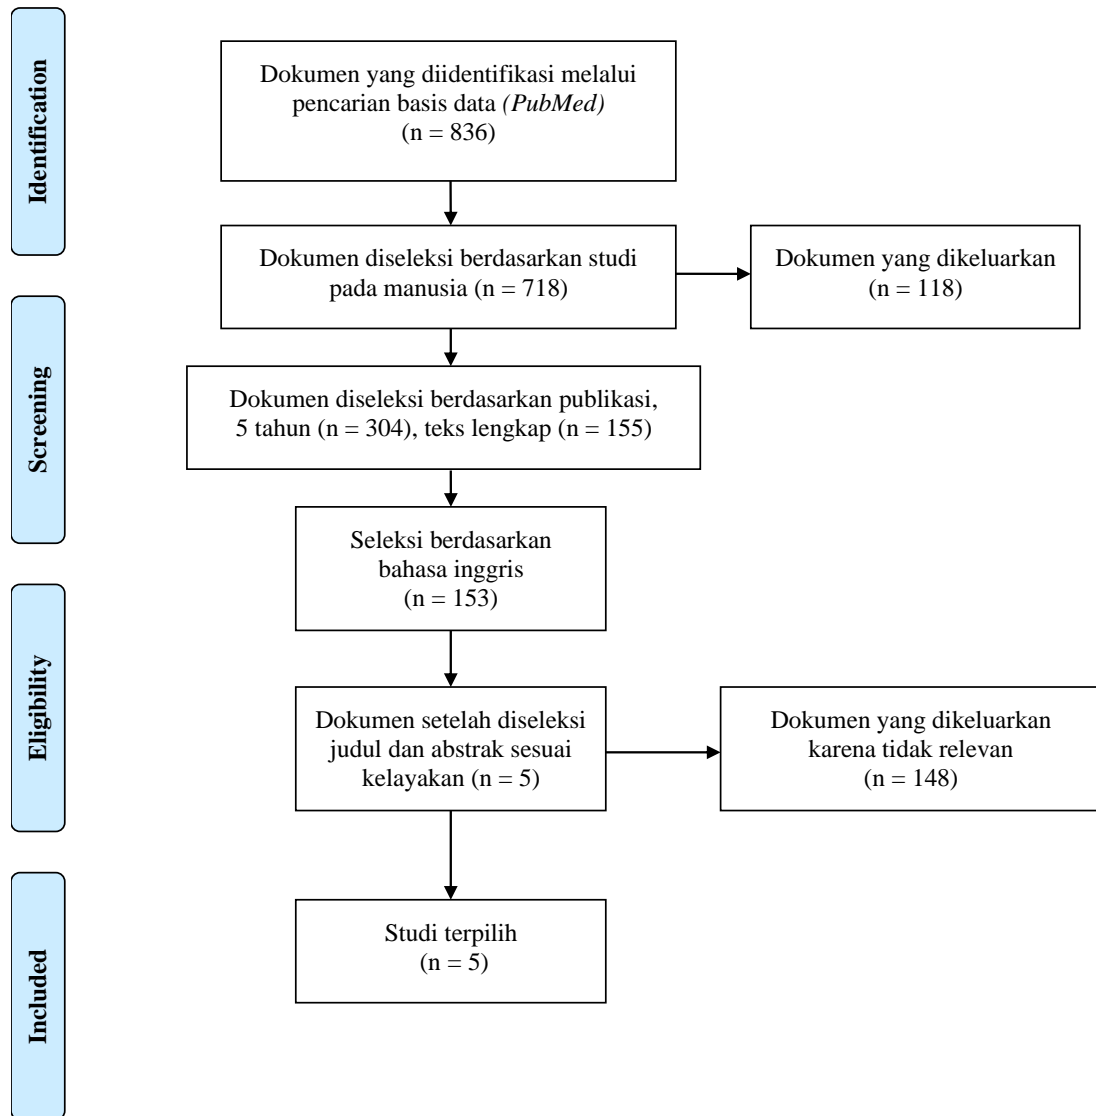 Identification
Dokumen yang diidentifikasi melalui
pencarian basis data (PubMed)
(n = 836)
Dokumen diseleksi berdasarkan studi
pada manusia (n = 718)
Dokumen yang dikeluarkan
(n = 118)
Screening
Dokumen diseleksi berdasarkan publikasi,
5 tahun (n = 304), teks lengkap (n = 155)
Seleksi berdasarkan
bahasa inggris
(n = 153)
Eligibility
Dokumen setelah diseleksi
judul dan abstrak sesuai
kelayakan (n = 5)
Dokumen yang dikeluarkan
karena tidak relevan
(n = 148)
Included
Studi terpilih
(n = 5)